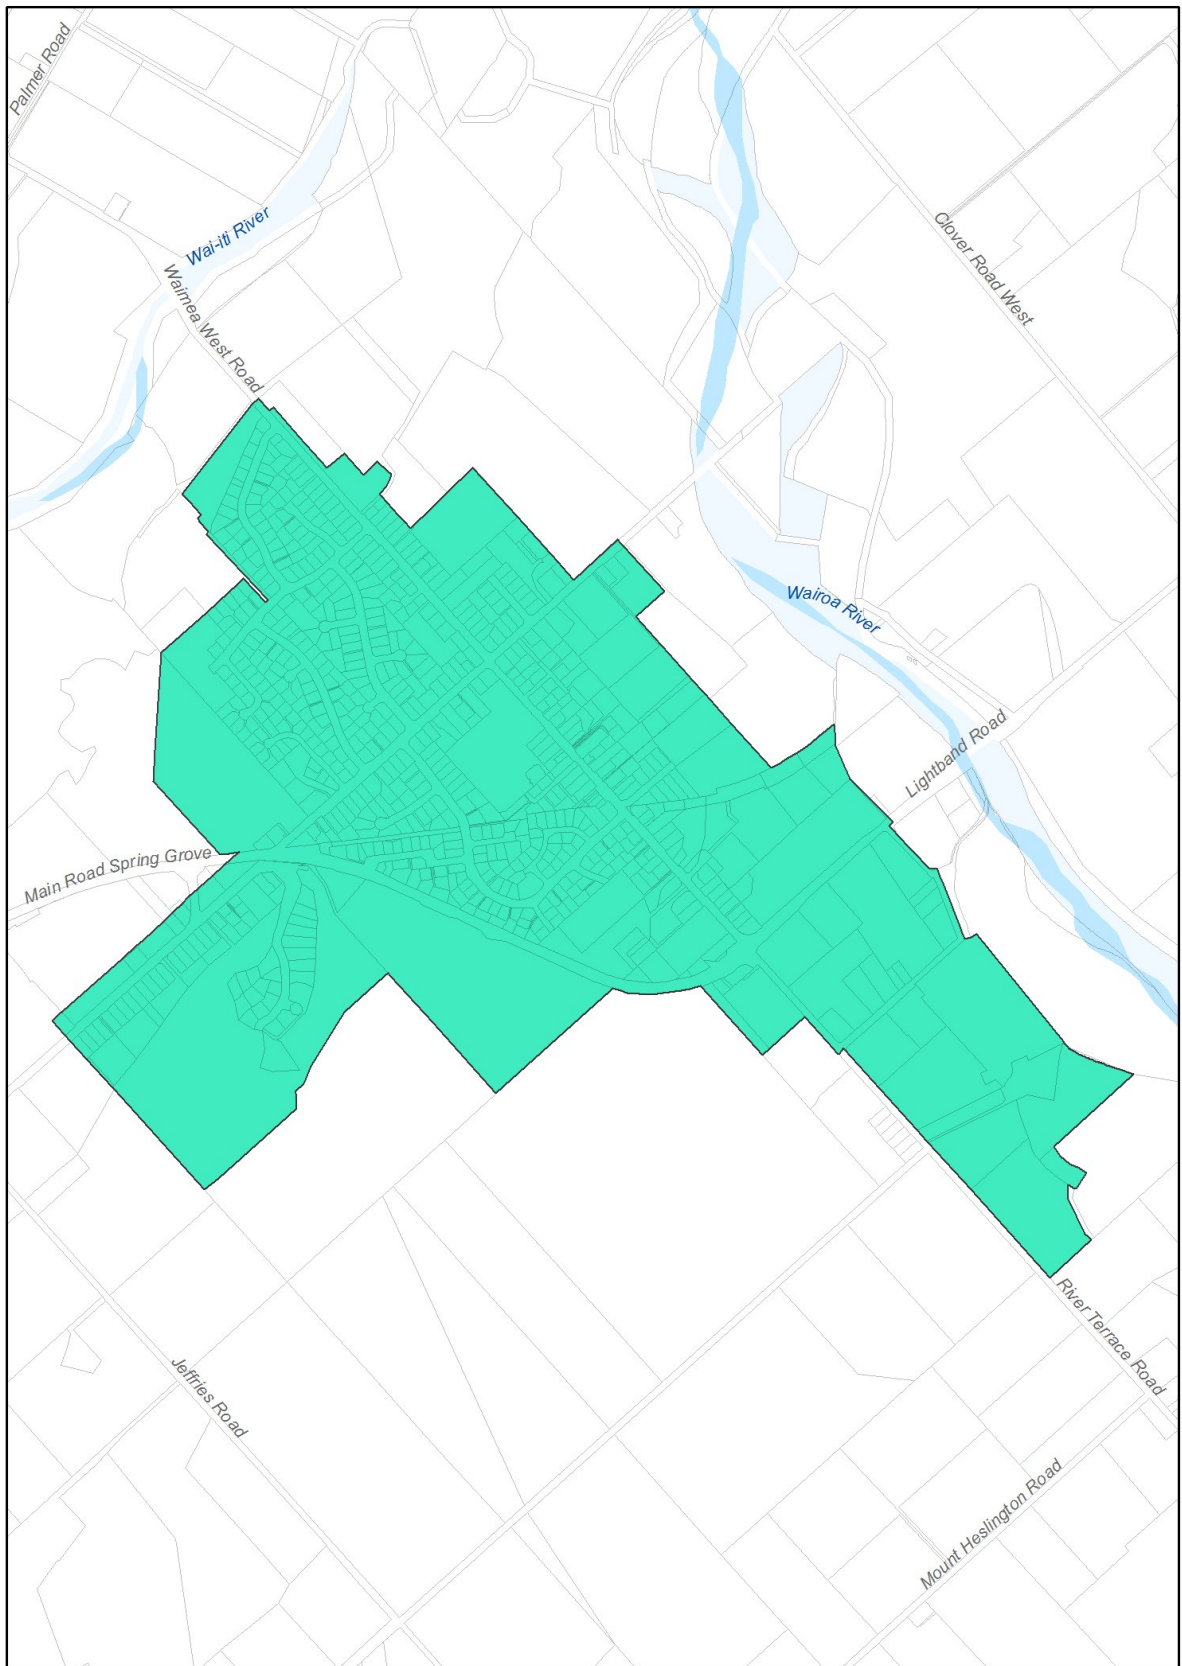 Palmer Road
Wai-iti River
Waimea West Road
Clover Road West
Wairoa River
Lightband Road
Main Road Spring Grove
River Terrace Road
Jeffries Road
Mount Heslington Road